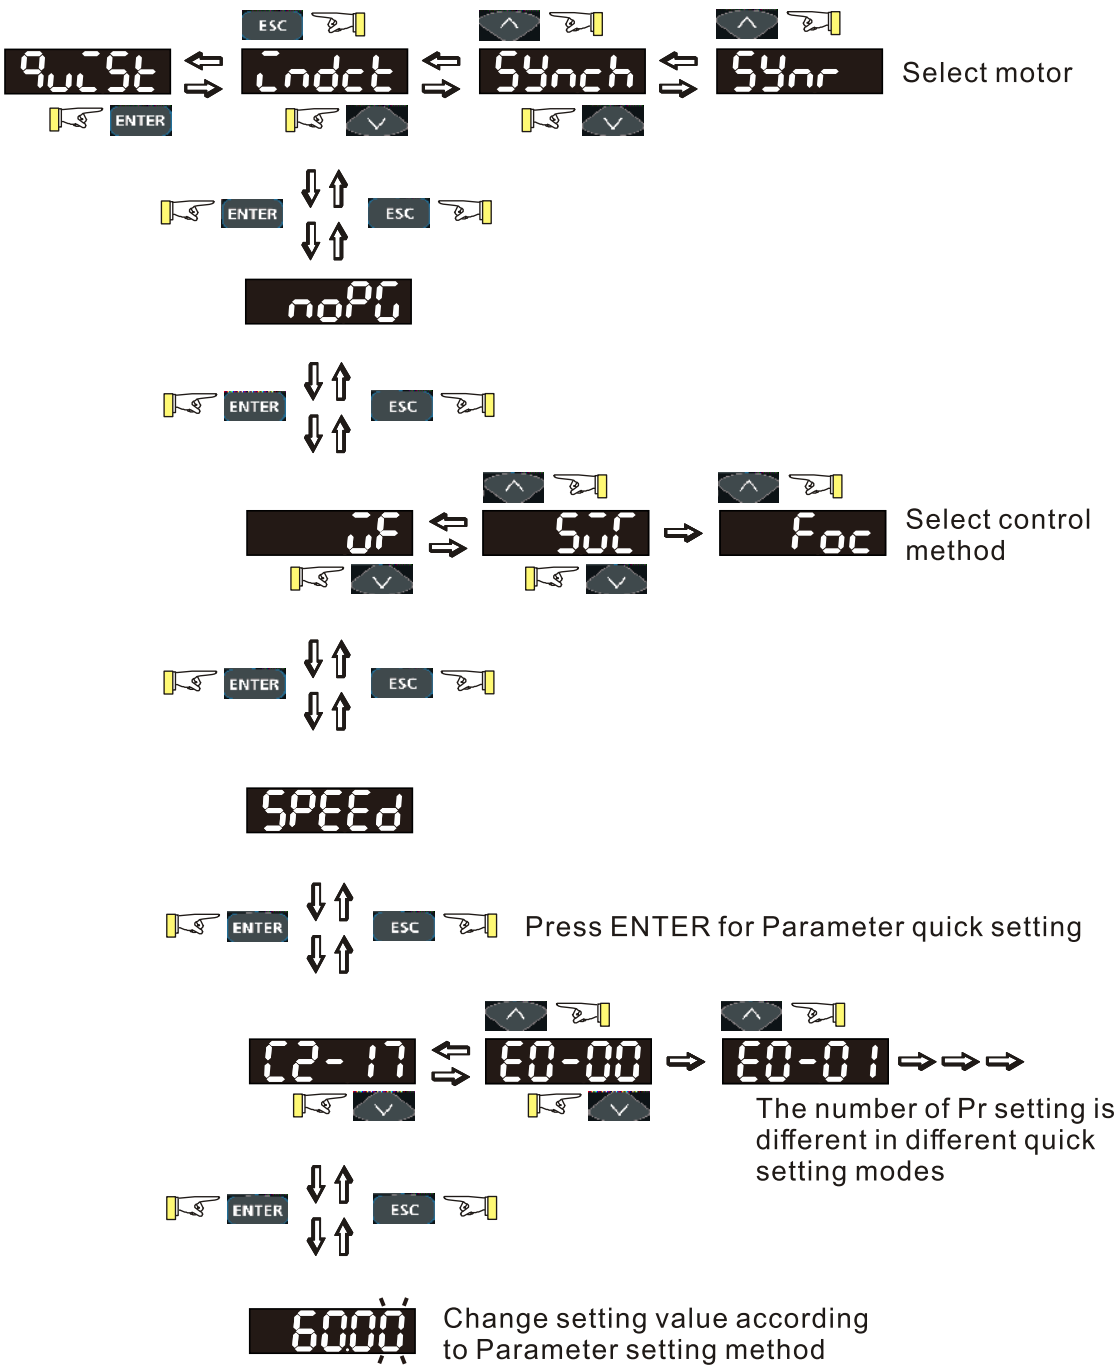 ESC
quiSt indct SYnch SYnr Select motor
ENTER
ENTER ESC
noPG
ENTER ESC
vF SvC Foc Select control
method
ENTER ESC
SPEEd
ENTER ESC Press ENTER for Parameter quick setting
C2-17 E0-00 E0-01
The number of Pr setting is
different in different quick
setting modes
ENTER ESC
60.00 Change setting value according
to Parameter setting method